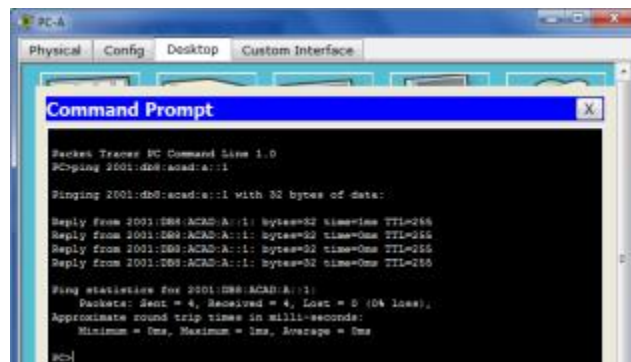 PC-A
Physical Config Desktop Custom Interface
Command Prompt
X
Packet Tracer PC Command Line 1.0
PC>ping 2001:db8:acad:a::1
Pinging 2001:db8:acad:a::1 with 32 bytes of data:
Reply from 2001:DB8:ACAD:A::1: bytes=32 time=1ms TTL=255
Reply from 2001:DB8:ACAD:A::1: bytes=32 time=0ms TTL=255
Reply from 2001:DB8:ACAD:A::1: bytes=32 time=0ms TTL=255
Reply from 2001:DB8:ACAD:A::1: bytes=32 time=0ms TTL=255
Ping statistics for 2001:DB8:ACAD:A::1:
Packets: Sent = 4, Received = 4, Lost = 0 (0% loss),
Approximate round trip times in milli-seconds:
Minimum = 0ms, Maximum = 1ms, Average = 0ms
PC>